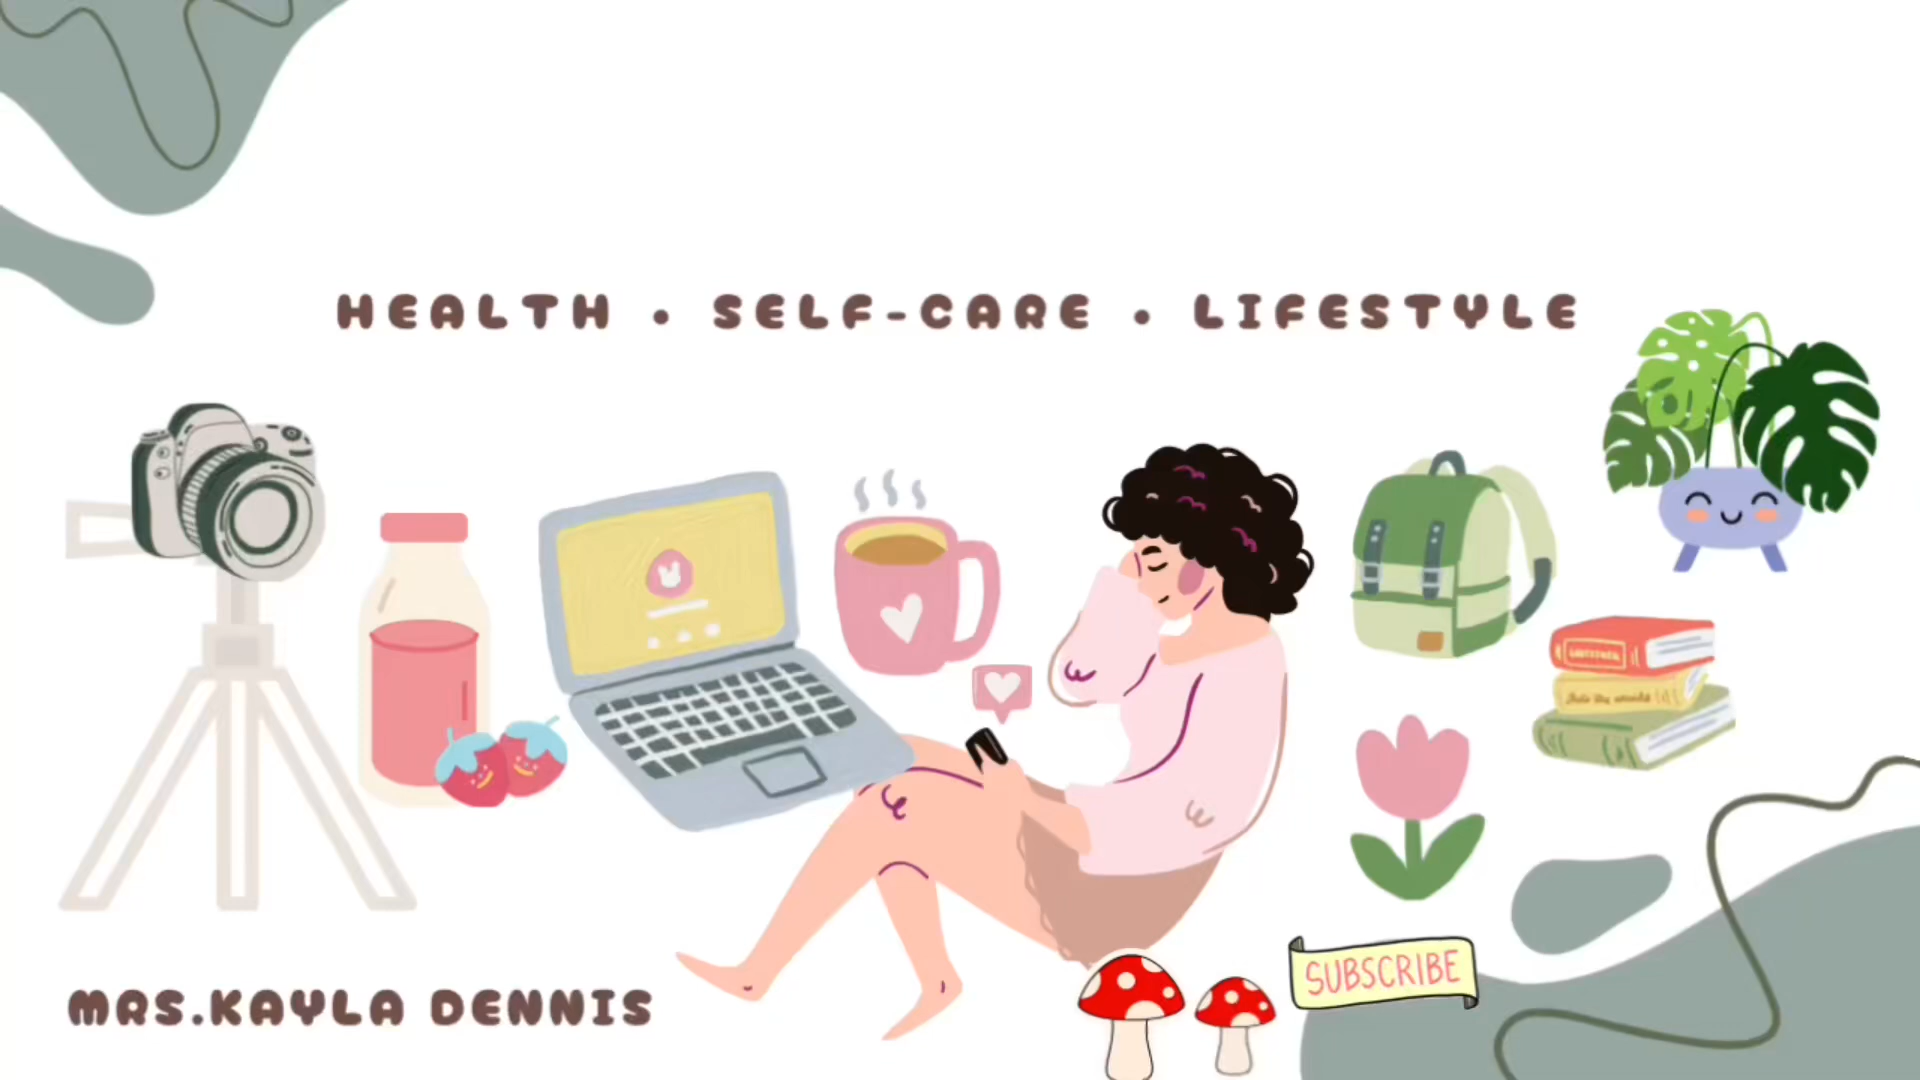 HEALTH • SELF-CARE • LIFESTYLE
SUBSCRIBE
MRS.KAYLA DENNIS